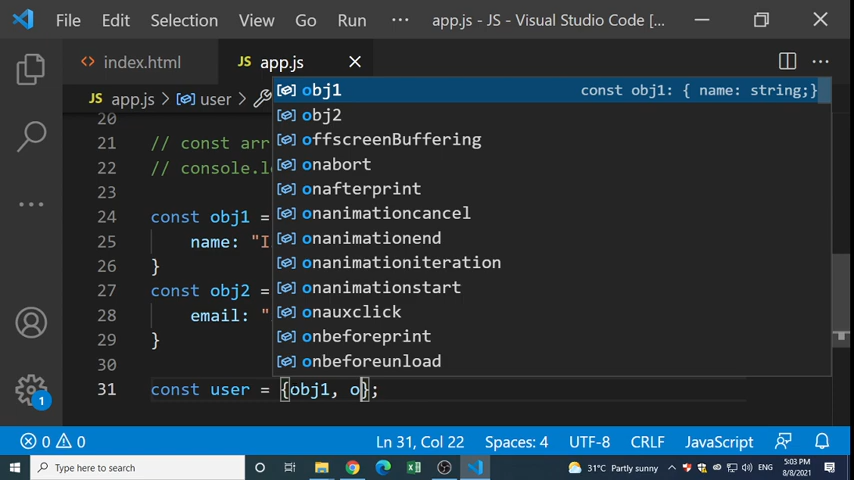 File Edit Selection View Go Run ··· app.js - JS - Visual Studio Code [...
index.html JS app.js
JS app.js > user >
obj1 const obj1: { name: string;}
obj2
offscreenBuffering
onabort
onafterprint
onanimationcancel
onanimationend
onanimationiteration
onanimationstart
onauxclick
onbeforeprint
onbeforeunload
20
21 // const arr
22 // console.l
23
24 const obj1 =
25 name: "I
26 }
27 const obj2 =
28 email: "
29 }
30
31 const user = {obj1, o};
1
0 0 Ln 31, Col 22 Spaces: 4 UTF-8 CRLF JavaScript
Type here to search 31°C Partly sunny ENG 5:03 PM
8/8/2021